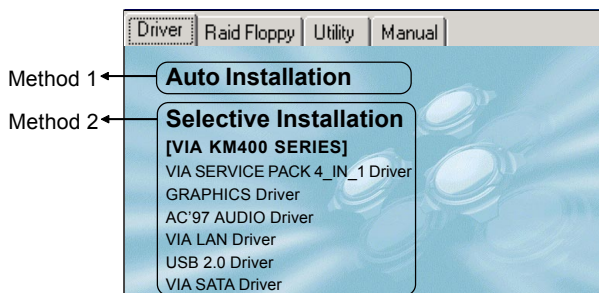 Driver Raid Floppy Utility Manual
Method 1 Auto Installation
Method 2 Selective Installation
[VIA KM400 SERIES]
VIA SERVICE PACK 4_IN_1 Driver
GRAPHICS Driver
AC'97 AUDIO Driver
VIA LAN Driver
USB 2.0 Driver
VIA SATA Driver